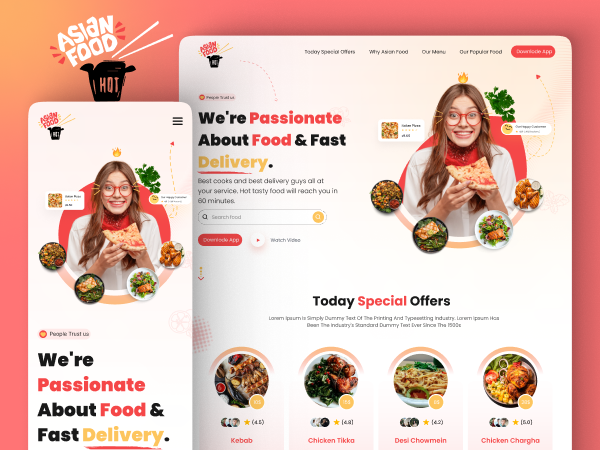 ASIAN
FOOD
HOT
ASIAN
FOOD
HOT
Asian Pizza
Our Happy Customer
People Trust us
We're
Passionate
About Food &
Fast Delivery.
ASIAN
FOOD
HOT
Today Special Offers
Why Asian Food
Our Menu
Our Popular Food
Downlode App
People Trust us
We're Passionate
About Food & Fast
Delivery.
Best cooks and best delivery guys all at
your service. Hot tasty food will reach you in
60 minutes.
Search food
Downlode App
Watch Video
Asian Pizza
Our Happy Customer
Today Special Offers
Lorem Ipsum Is Simply Dummy Text Of The Printing And Typesetting Industry. Lorem Ipsum Has
Been The Industry's Standard Dummy Text Ever Since The 1500s.
(4.5)
Kebab
(4.8)
Chicken Tikka
(4.2)
Desi Chowmein
(5.0)
Chicken Chargha